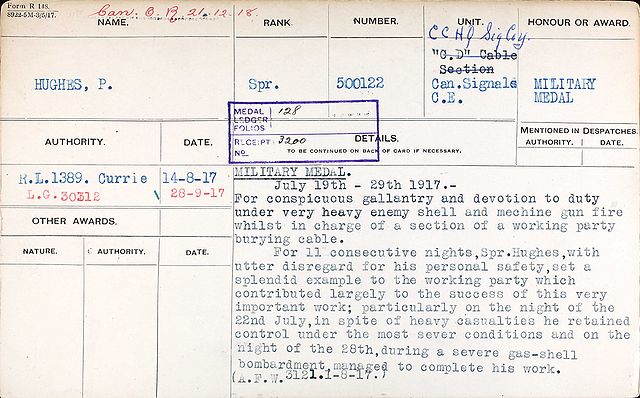 Form R 148.
8922-5M-3/5/17.
Can. O. R 21-12-18
NAME.
RANK.
NUMBER.
UNIT.
HONOUR OR AWARD.
C C H Q Sig Coy.
"C.D" Cable
Section
HUGHES, P.
Spr.
500122
Can.Signals
C.E.
MILITARY
MEDAL
MEDAL
LEDGER
FOLIOS
128
RECEIPT
No
3200
AUTHORITY.
DATE.
DETAILS.
TO BE CONTINUED ON BACK OF CARD IF NECESSARY.
MENTIONED IN DESPATCHES.
AUTHORITY.
DATE.
R.L.1389. Currie
14-8-17
L.G. 30312
28-9-17
OTHER AWARDS.
NATURE.
AUTHORITY.
DATE.
MILITARY MEDAL.
July 19th - 29th 1917.-
For conspicuous gallantry and devotion to duty
under very heavy enemy shell and mechine gun fire
whilst in charge of a section of a working party
burying cable.
For 11 consecutive nights,Spr.Hughes,with
utter disregard for his personal safety,set a
splendid example to the working party which
contributed largely to the success of this very
important work; particularly on the night of the
22nd July,in spite of heavy casualties he retained
control under the most sever conditions and on the
night of the 28th,during a severe gas-shell
bombardment,managed to complete his work.
(A.F.W.3121.1-8-17.)